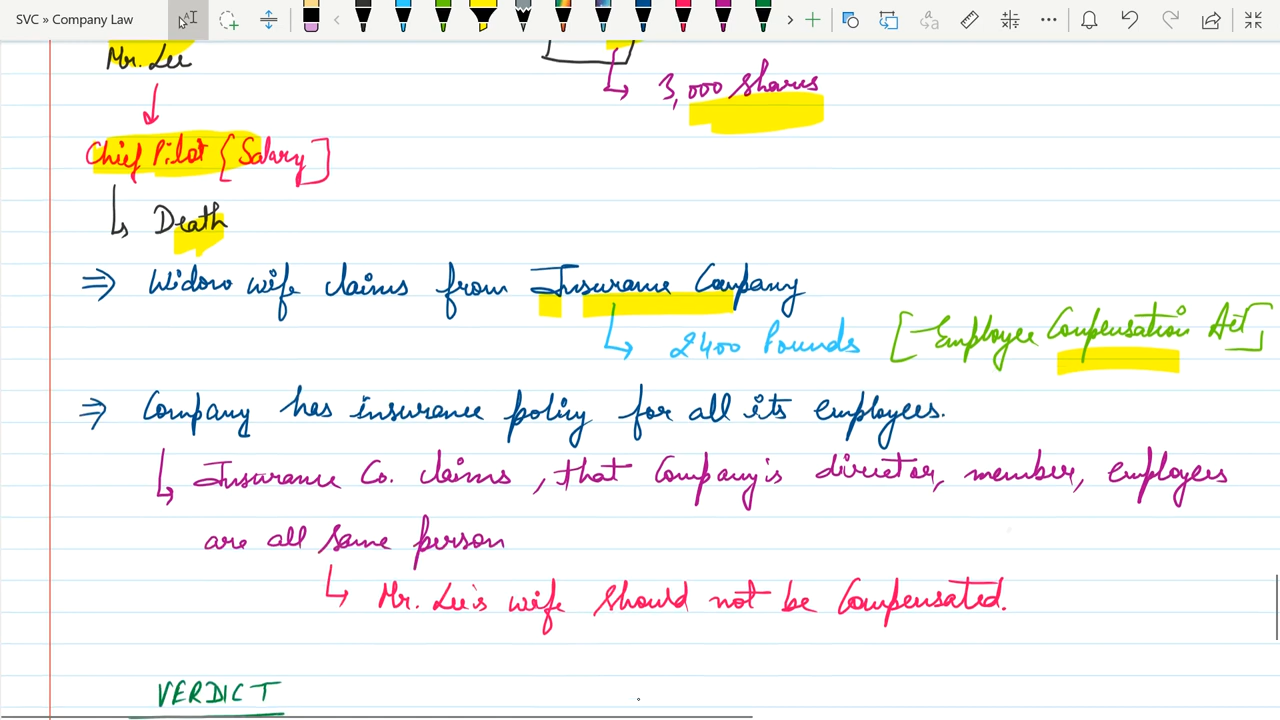 SVC » Company Law
Mr. Lee
3,000 shares
Chief Pilot [Salary]
Death
⇒ Widow wife claims from Insurance Company
2400 Pounds [Employee Compensation Act]
⇒ Company has insurance policy for all its employees.
Insurance Co. claims, that Company's director, member, employees
are all same person
Mr. Lee's wife should not be Compensated.
VERDICT